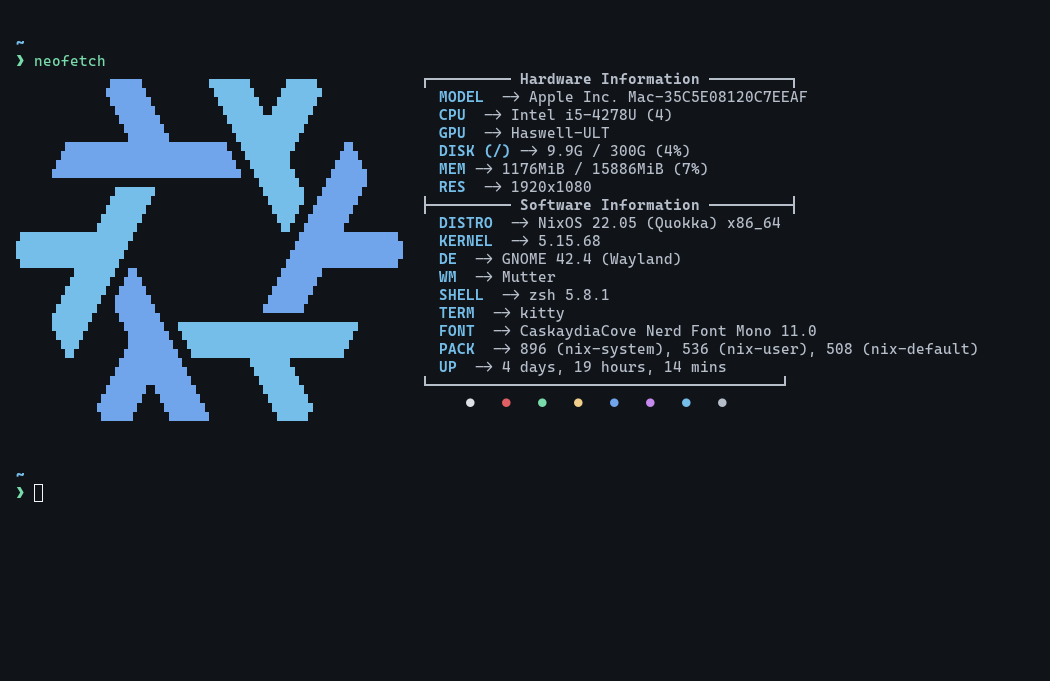 ~
❯ neofetch
Hardware Information
MODEL -> Apple Inc. Mac-35C5E08120C7EEAF
CPU -> Intel i5-4278U (4)
GPU -> Haswell-ULT
DISK (/) -> 9.9G / 300G (4%)
MEM -> 1176MiB / 15886MiB (7%)
RES -> 1920x1080
Software Information
DISTRO -> NixOS 22.05 (Quokka) x86_64
KERNEL -> 5.15.68
DE -> GNOME 42.4 (Wayland)
WM -> Mutter
SHELL -> zsh 5.8.1
TERM -> kitty
FONT -> CaskaydiaCove Nerd Font Mono 11.0
PACK -> 896 (nix-system), 536 (nix-user), 508 (nix-default)
UP -> 4 days, 19 hours, 14 mins
~
❯